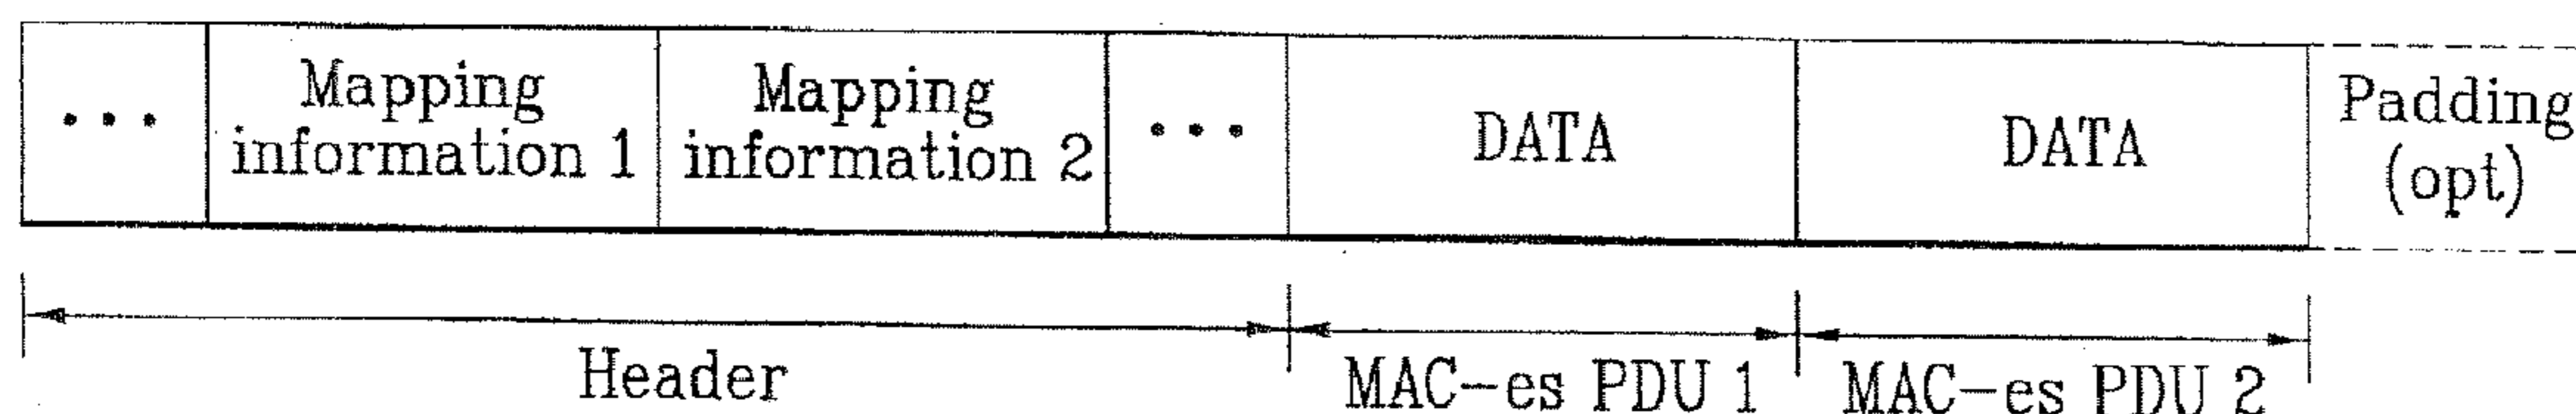 ...
Mapping
information 1
Mapping
information 2
...
DATA
DATA
Padding
(opt)
Header
MAC-es PDU 1
MAC-es PDU 2